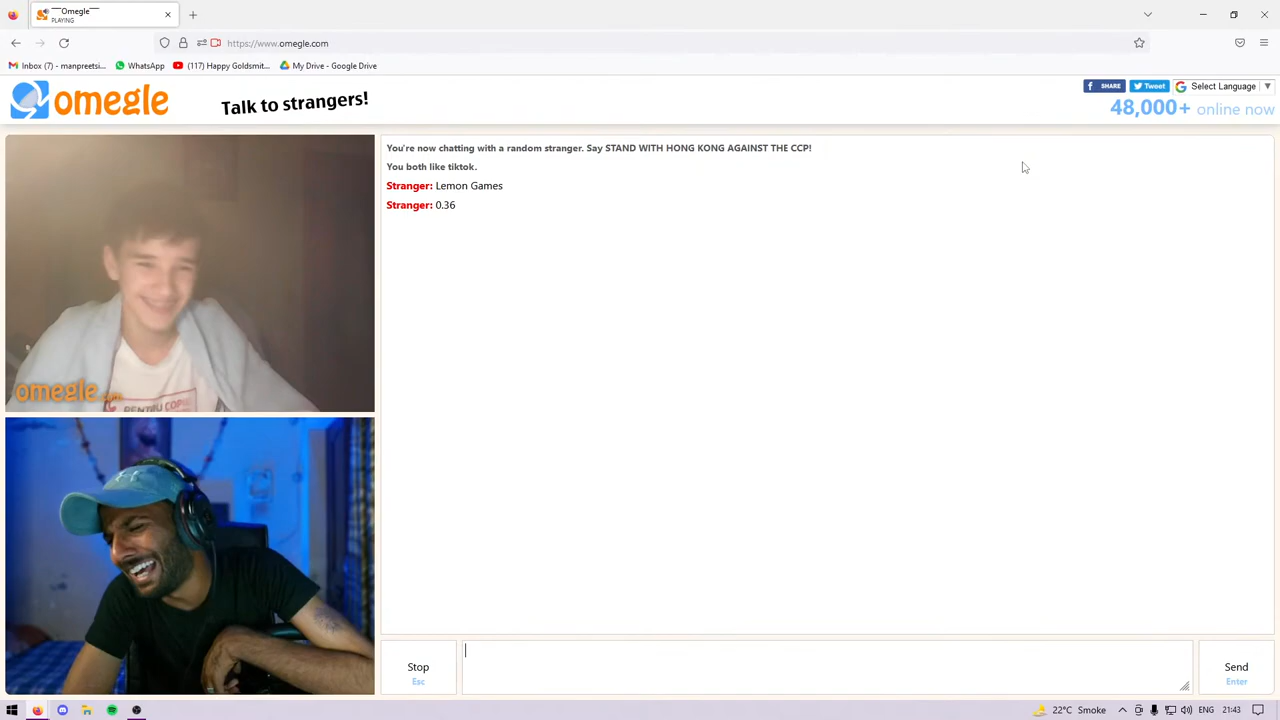 Omegle
PLAYING
https://www.omegle.com
Inbox (7) - manpreetsi...
WhatsApp
(117) Happy Goldsmit...
My Drive - Google Drive
omegle
Talk to strangers!
SHARE
Tweet
Select Language
48,000+ online now
You're now chatting with a random stranger. Say STAND WITH HONG KONG AGAINST THE CCP!
You both like tiktok.
Stranger: Lemon Games
Stranger: 0.36
omegle.com
Stop
Esc
Send
Enter
22°C Smoke
ENG
21:43